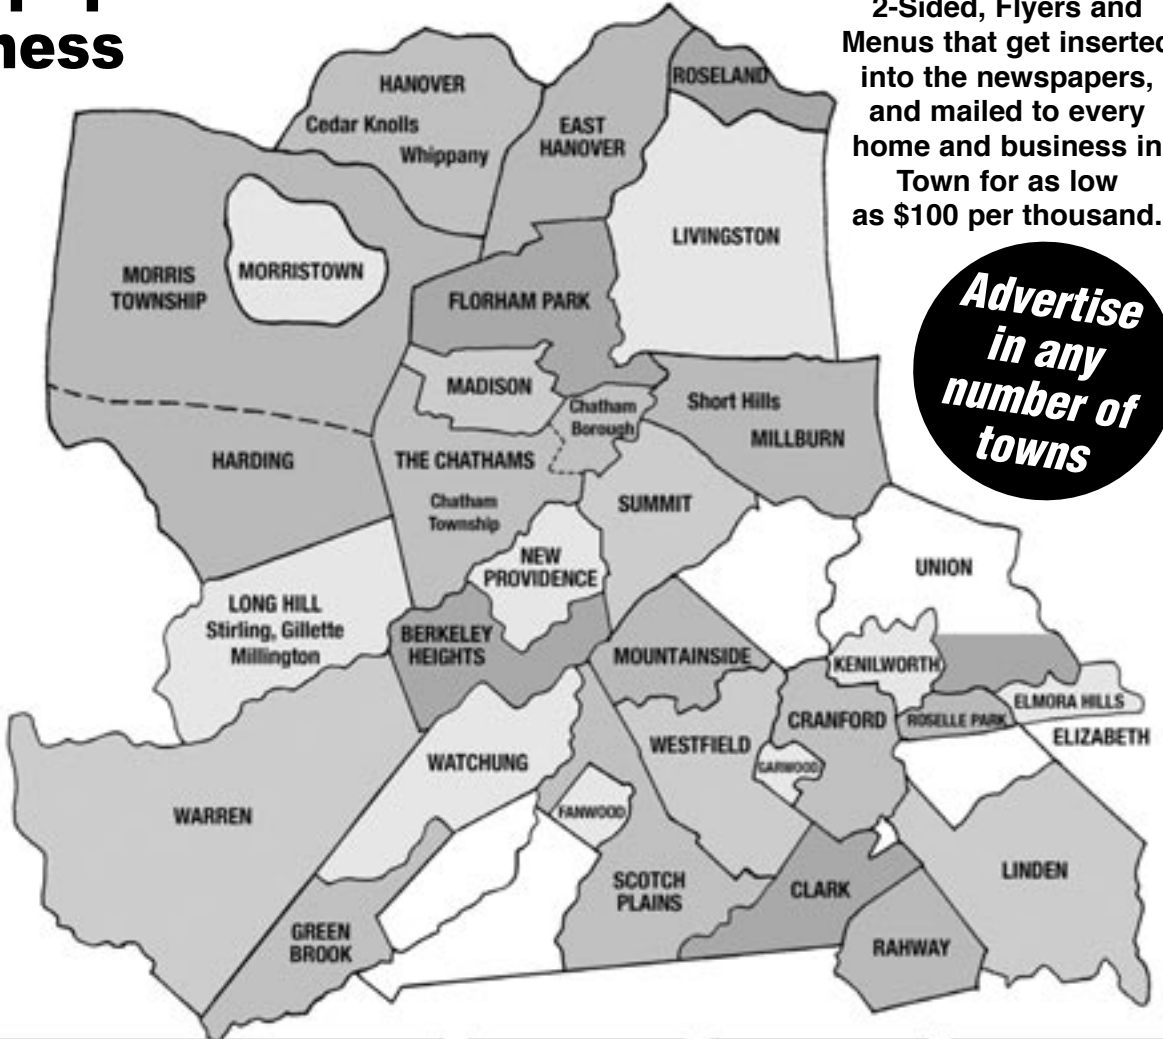 ness
2-Sided, Flyers and
Menus that get inserted
into the newspapers,
and mailed to every
home and business in
Town for as low
as $100 per thousand.
Advertise
in any
number of
towns
HANOVER
Cedar Knolls
Whippany
EAST
HANOVER
ROSELAND
LIVINGSTON
MORRIS
TOWNSHIP
MORRISTOWN
FLORHAM PARK
MADISON
Chatham
Borough
Short Hills
MILLBURN
HARDING
THE CHATHAMS
Chatham
Township
SUMMIT
NEW
PROVIDENCE
UNION
LONG HILL
Stirling, Gillette
Millington
BERKELEY
HEIGHTS
MOUNTAINSIDE
KENILWORTH
ELMORA HILLS
ROSELLE PARK
ELIZABETH
CRANFORD
WESTFIELD
GARWOOD
WATCHUNG
WARREN
FANWOOD
SCOTCH
PLAINS
CLARK
LINDEN
GREEN
BROOK
RAHWAY